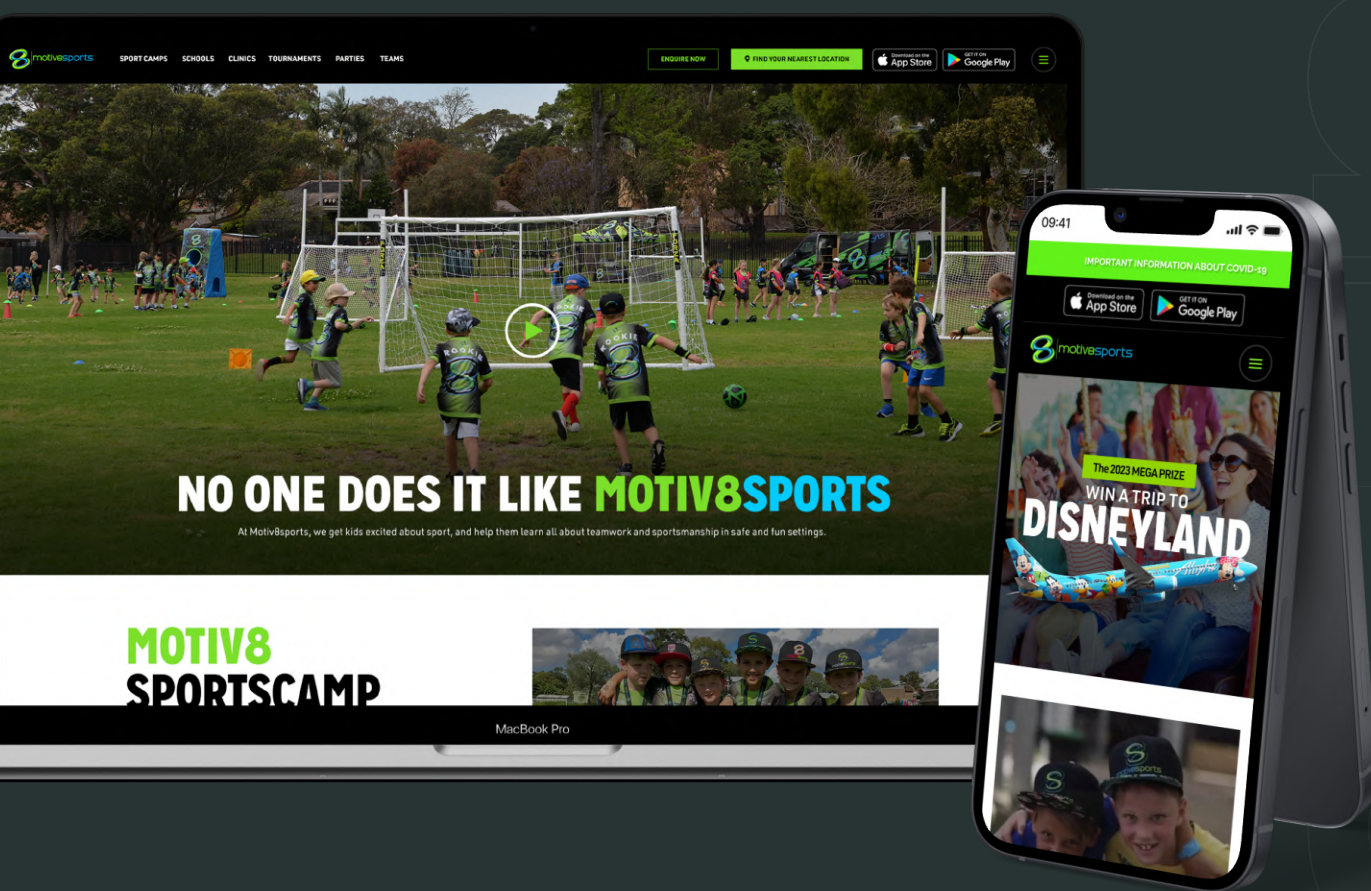 motiv8sports
SPORT CAMPS SCHOOLS CLINICS TOURNAMENTS PARTIES TEAMS
ENQUIRE NOW
FIND YOUR NEAREST LOCATION
Download on the
App Store
GET IT ON
Google Play
ROOKIE
ROOKIE
NO ONE DOES IT LIKE MOTIV8SPORTS
At Motiv8sports, we get kids excited about sport, and help them learn all about teamwork and sportsmanship in safe and fun settings.
MOTIV8
SPORTSCAMP
MacBook Pro
09:41
IMPORTANT INFORMATION ABOUT COVID-19
Download on the
App Store
GET IT ON
Google Play
motiv8sports
The 2023 MEGA PRIZE
WIN A TRIP TO
DISNEYLAND
motiv8sports